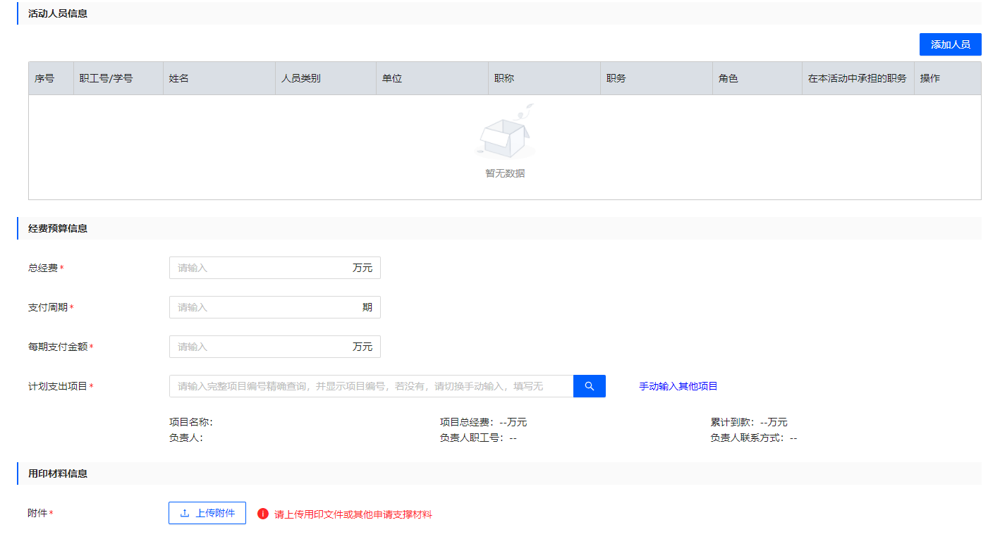 活动人员信息
添加人员
序号 职工号/学号 姓名 人员类别 单位 职称 职务 角色 在本活动中承担的职务 操作
暂无数据
经费预算信息
总经费* 请输入 万元
支付周期* 请输入 期
每期支付金额* 请输入 万元
计划支出项目* 请输入完整项目编号精确查询，并显示项目编号，若没有，请切换手动输入，填写无 手动输入其他项目
项目名称： 项目总经费：--万元 累计到款：--万元
负责人： 负责人职工号：-- 负责人联系方式：--
用印材料信息
附件* 上传附件 请上传用印文件或其他申请支撑材料